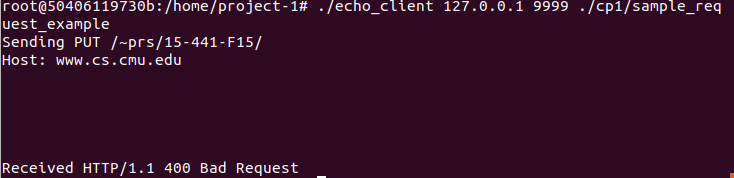 root@50406119730b:/home/project-1# ./echo_client 127.0.0.1 9999 ./cp1/sample_req
uest_example
Sending PUT /~prs/15-441-F15/
Host: www.cs.cmu.edu
Received HTTP/1.1 400 Bad Request